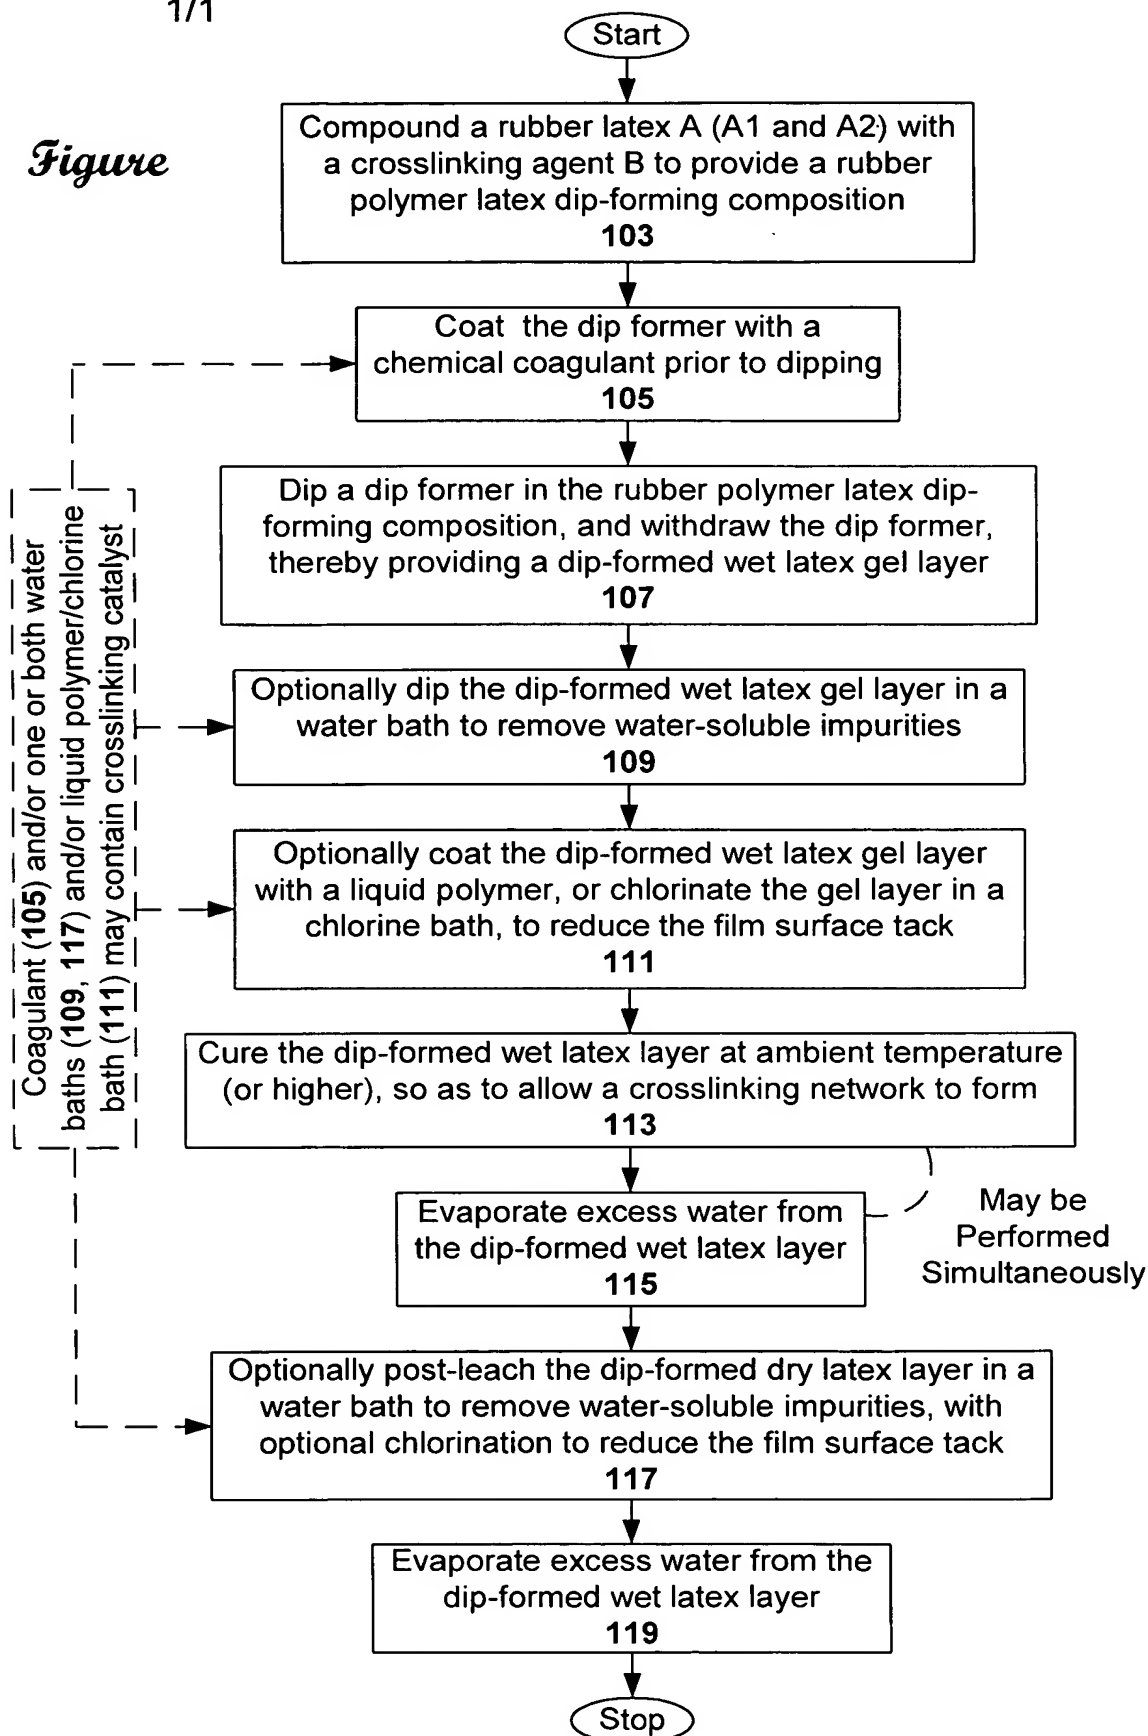 1/1
Figure
Start
Compound a rubber latex A (A1 and A2) with
a crosslinking agent B to provide a rubber
polymer latex dip-forming composition
103
Coat the dip former with a
chemical coagulant prior to dipping
105
Dip a dip former in the rubber polymer latex dip-
forming composition, and withdraw the dip former,
thereby providing a dip-formed wet latex gel layer
107
Optionally dip the dip-formed wet latex gel layer in a
water bath to remove water-soluble impurities
109
Optionally coat the dip-formed wet latex gel layer
with a liquid polymer, or chlorinate the gel layer in a
chlorine bath, to reduce the film surface tack
111
Coagulant (105) and/or one or both water
baths (109, 117) and/or liquid polymer/chlorine
bath (111) may contain crosslinking catalyst
Cure the dip-formed wet latex layer at ambient temperature
(or higher), so as to allow a crosslinking network to form
113
Evaporate excess water from
the dip-formed wet latex layer
115
May be
Performed
Simultaneously
Optionally post-leach the dip-formed dry latex layer in a
water bath to remove water-soluble impurities, with
optional chlorination to reduce the film surface tack
117
Evaporate excess water from the
dip-formed wet latex layer
119
Stop